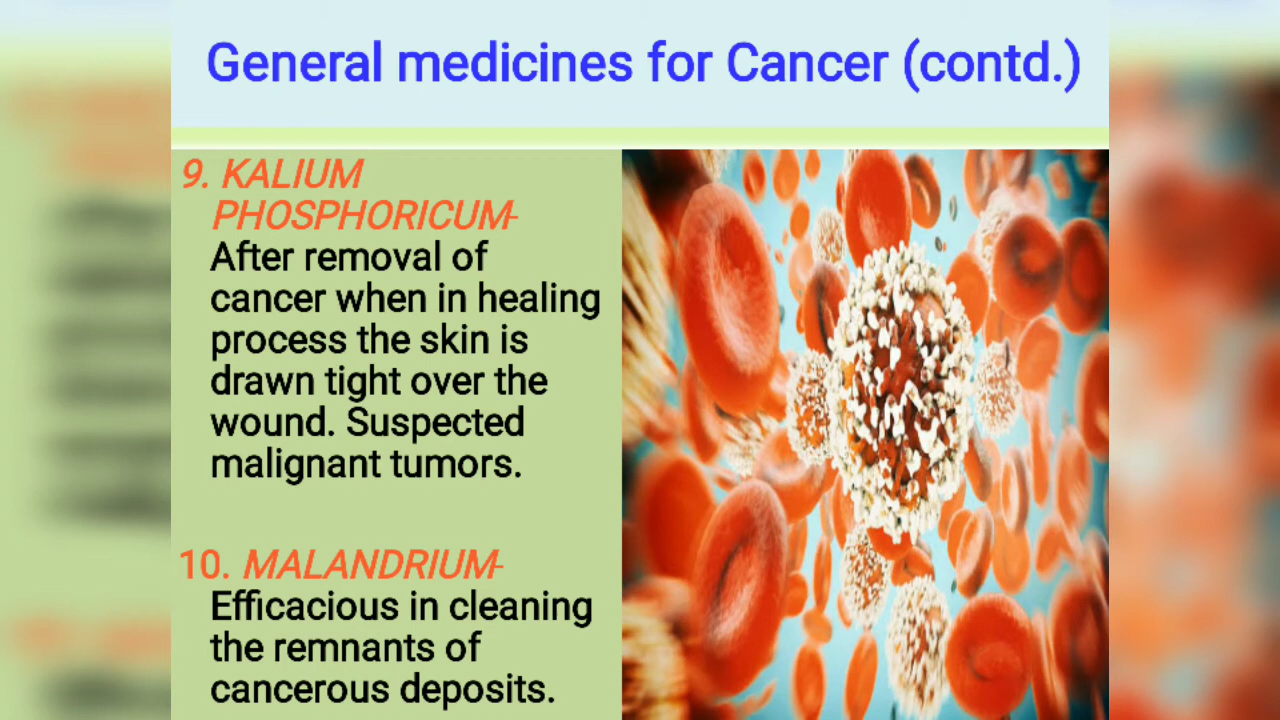 General medicines for Cancer (contd.)
9. KALIUM
PHOSPHORICUM-
After removal of
cancer when in healing
process the skin is
drawn tight over the
wound. Suspected
malignant tumors.
10. MALANDRIUM-
Efficacious in cleaning
the remnants of
cancerous deposits.